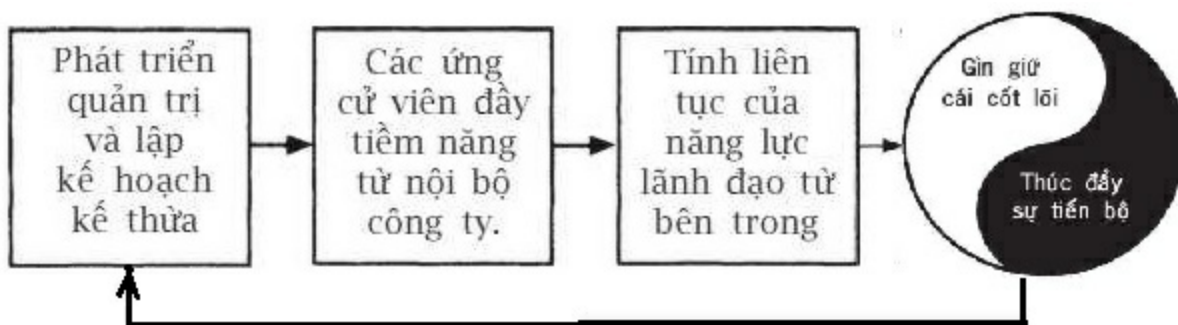 Phát triển
quản trị
và lập
kế hoạch
kế thừa
Các ứng
cử viên đầy
tiềm năng
từ nội bộ
công ty.
Tính liên
tục của
năng lực
lãnh đạo từ
bên trong
Gìn giữ
cái cốt lõi
Thúc đẩy
sự tiến bộ